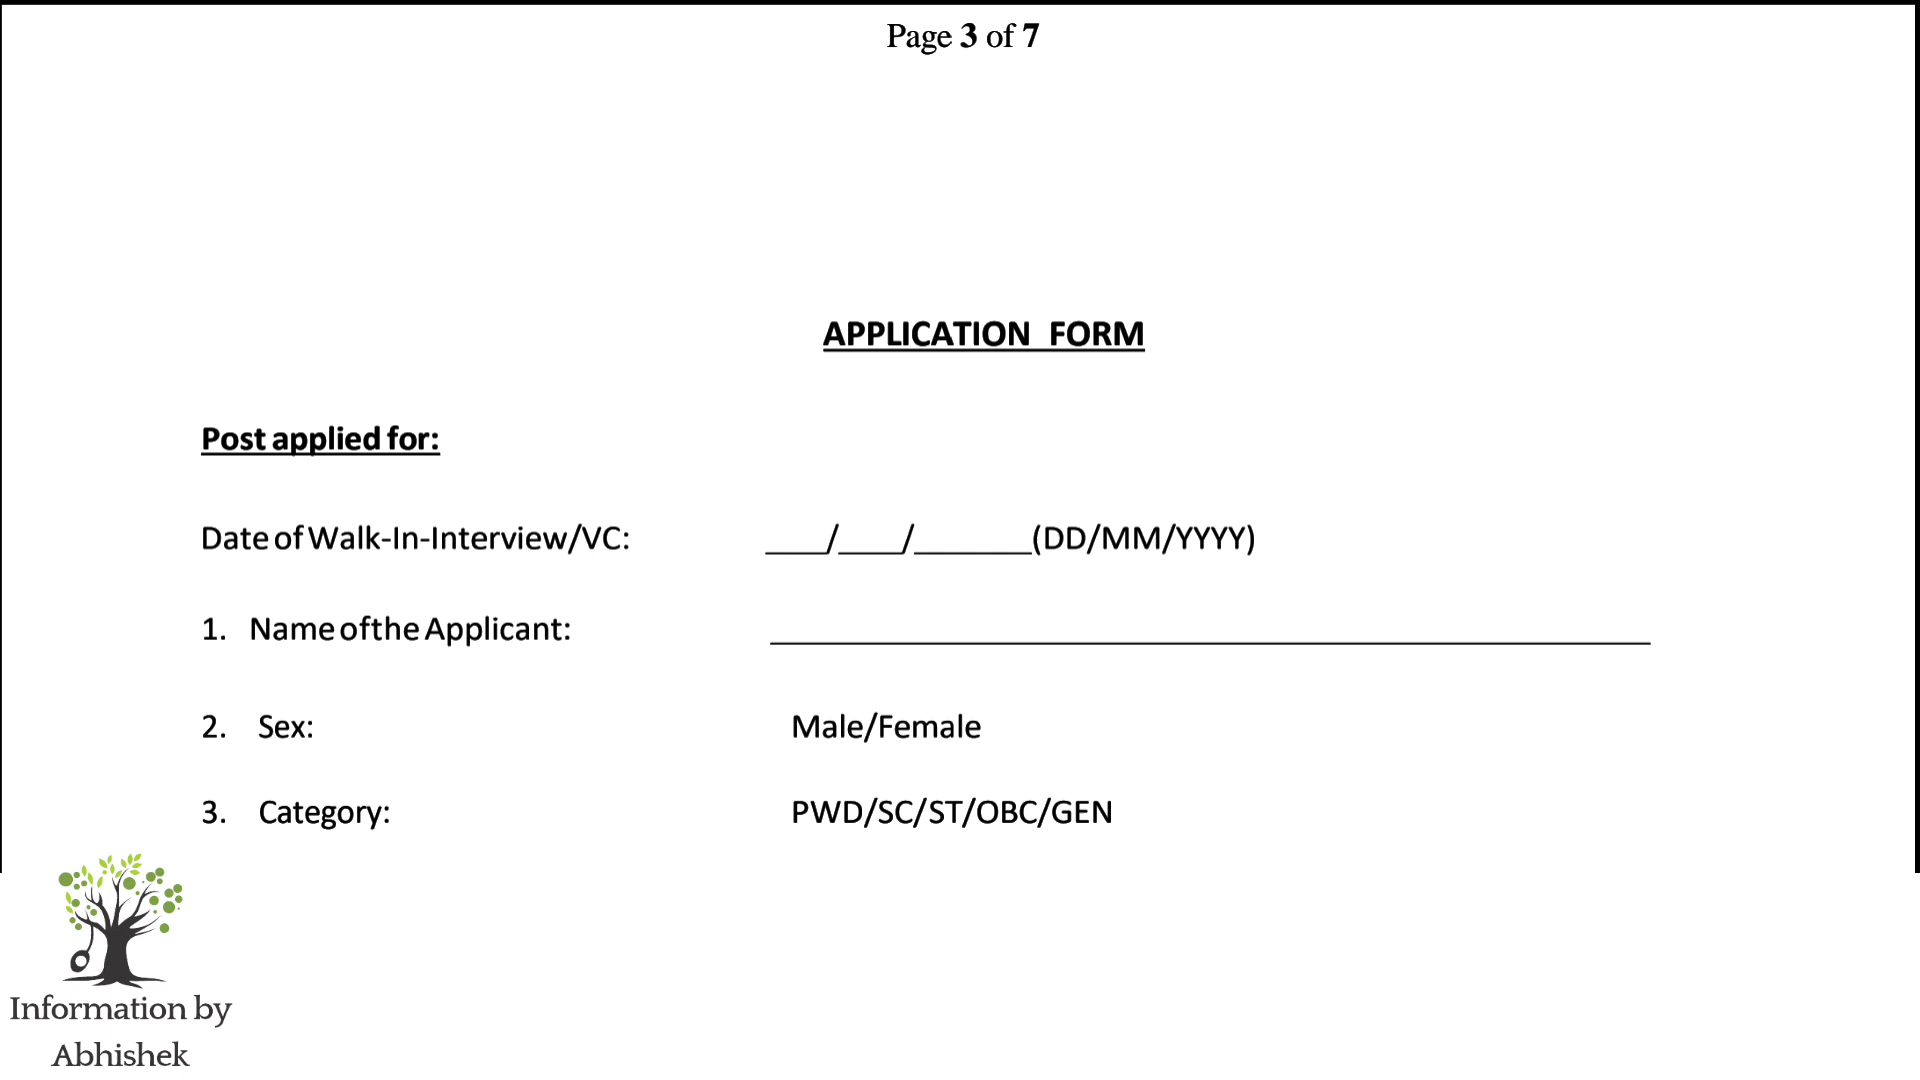 Page 3 of 7
APPLICATION FORM
Post applied for:
Date of Walk-In-Interview/VC: ____/____/_______(DD/MM/YYYY)
1. Name ofthe Applicant: ____________________
2. Sex: Male/Female
3. Category: PWD/SC/ST/OBC/GEN
Information by
Abhishek